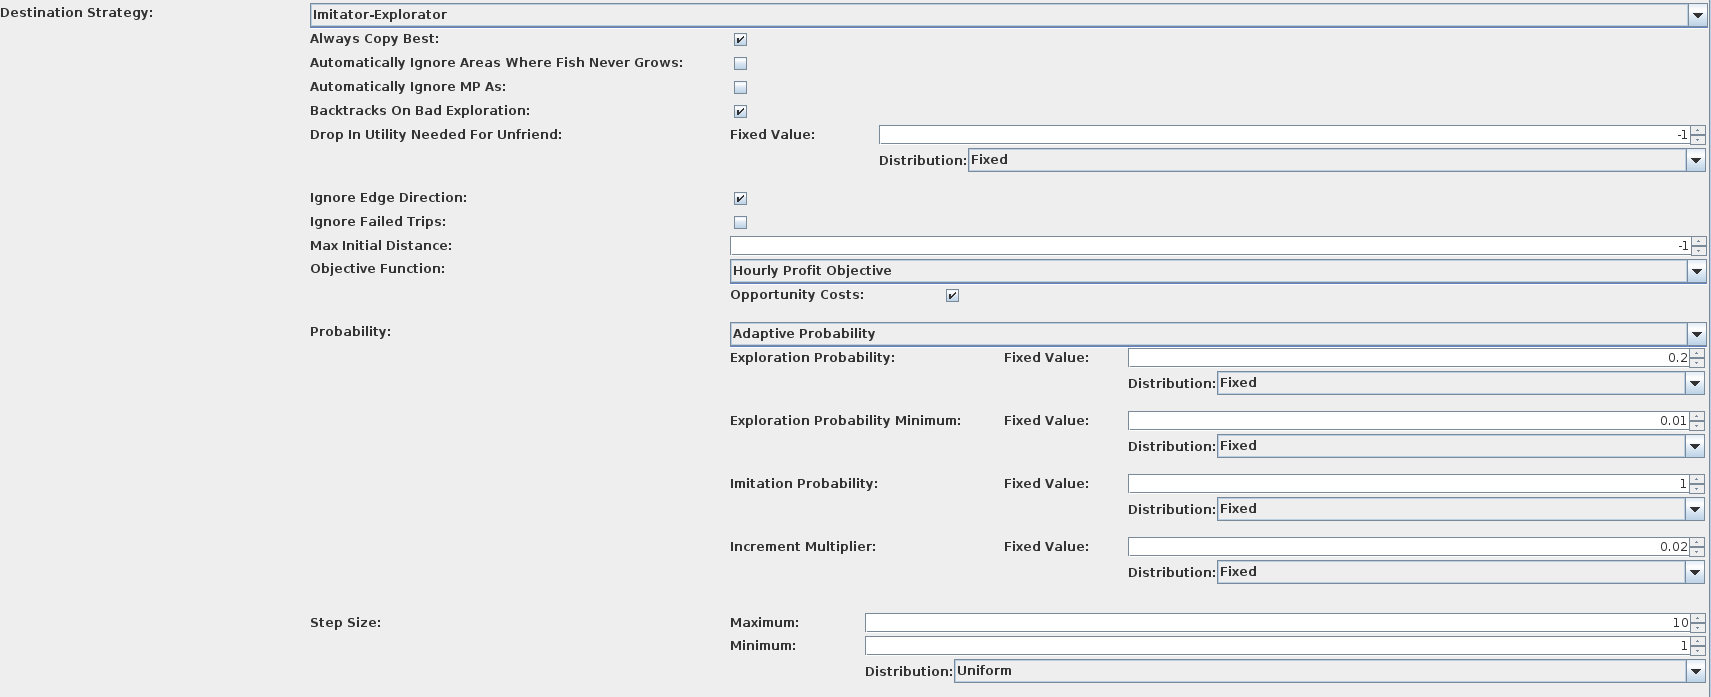 Destination Strategy: Imitator-Explorator
Always Copy Best:
Automatically Ignore Areas Where Fish Never Grows:
Automatically Ignore MP As:
Backtracks On Bad Exploration:
Drop In Utility Needed For Unfriend: Fixed Value: -1
Distribution: Fixed
Ignore Edge Direction:
Ignore Failed Trips:
Max Initial Distance: -1
Objective Function: Hourly Profit Objective
Opportunity Costs:
Probability: Adaptive Probability
Exploration Probability: Fixed Value: 0.2
Distribution: Fixed
Exploration Probability Minimum: Fixed Value: 0.01
Distribution: Fixed
Imitation Probability: Fixed Value: 1
Distribution: Fixed
Increment Multiplier: Fixed Value: 0.02
Distribution: Fixed
Step Size: Maximum: 10
Minimum: 1
Distribution: Uniform